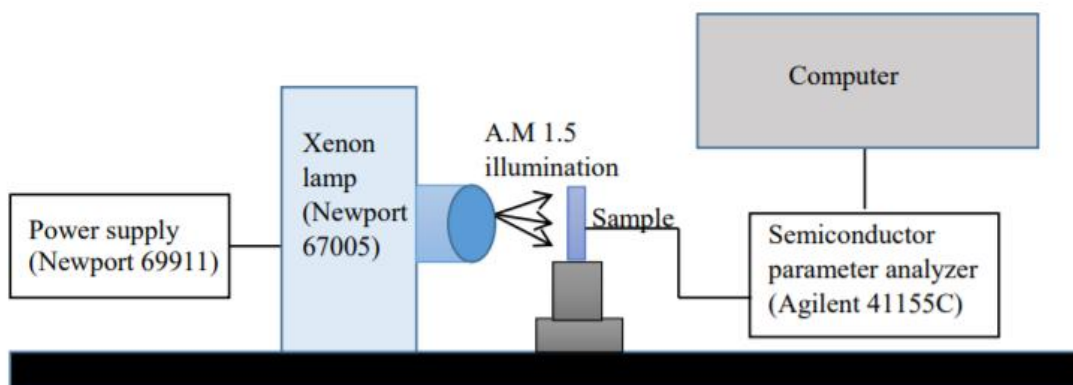 Computer
A.M 1.5
illumination
Xenon
lamp
(Newport
67005)
Sample
Power supply
(Newport 69911)
Semiconductor
parameter analyzer
(Agilent 41155C)